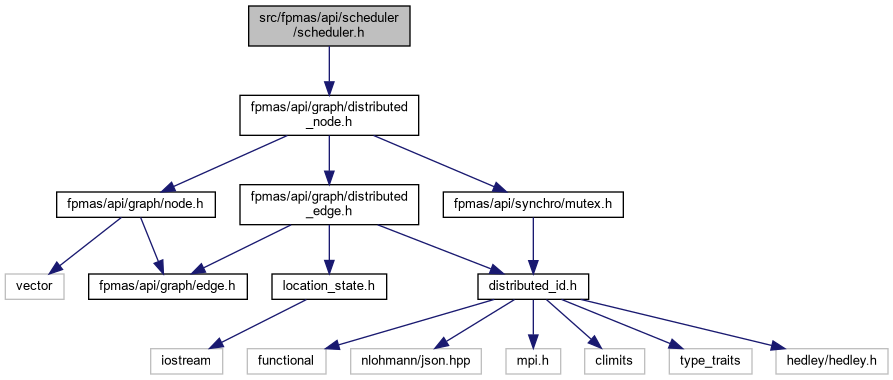 src/fpmas/api/scheduler
/scheduler.h
fpmas/api/graph/distributed
_node.h
fpmas/api/graph/node.h
fpmas/api/graph/distributed
_edge.h
fpmas/api/synchro/mutex.h
vector
fpmas/api/graph/edge.h
location_state.h
distributed_id.h
iostream
functional
nlohmann/json.hpp
mpi.h
climits
type_traits
hedley/hedley.h